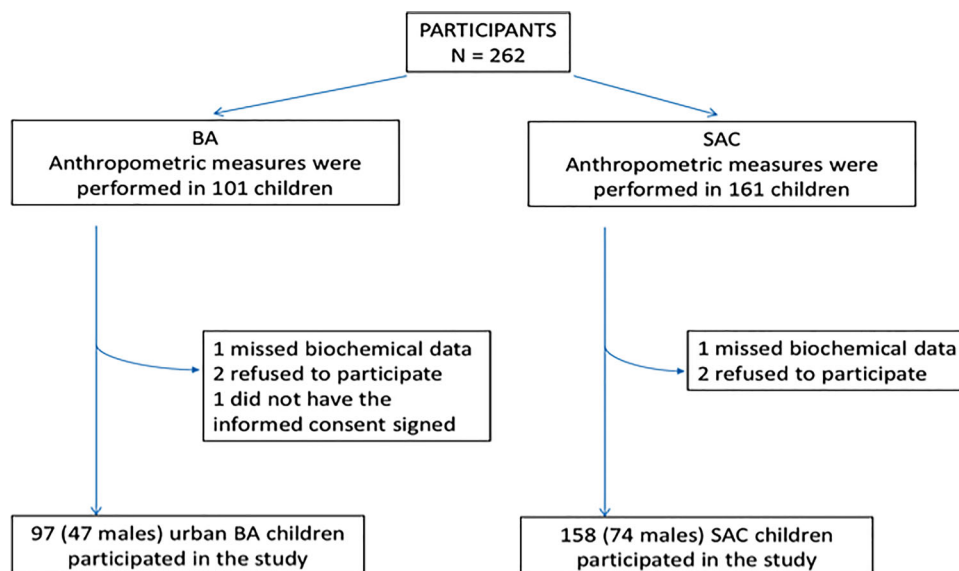 PARTICIPANTS
N = 262
BA
Anthropometric measures were
performed in 101 children
SAC
Anthropometric measures were
performed in 161 children
1 missed biochemical data
2 refused to participate
1 did not have the
informed consent signed
1 missed biochemical data
2 refused to participate
97 (47 males) urban BA children
participated in the study
158 (74 males) SAC children
participated in the study